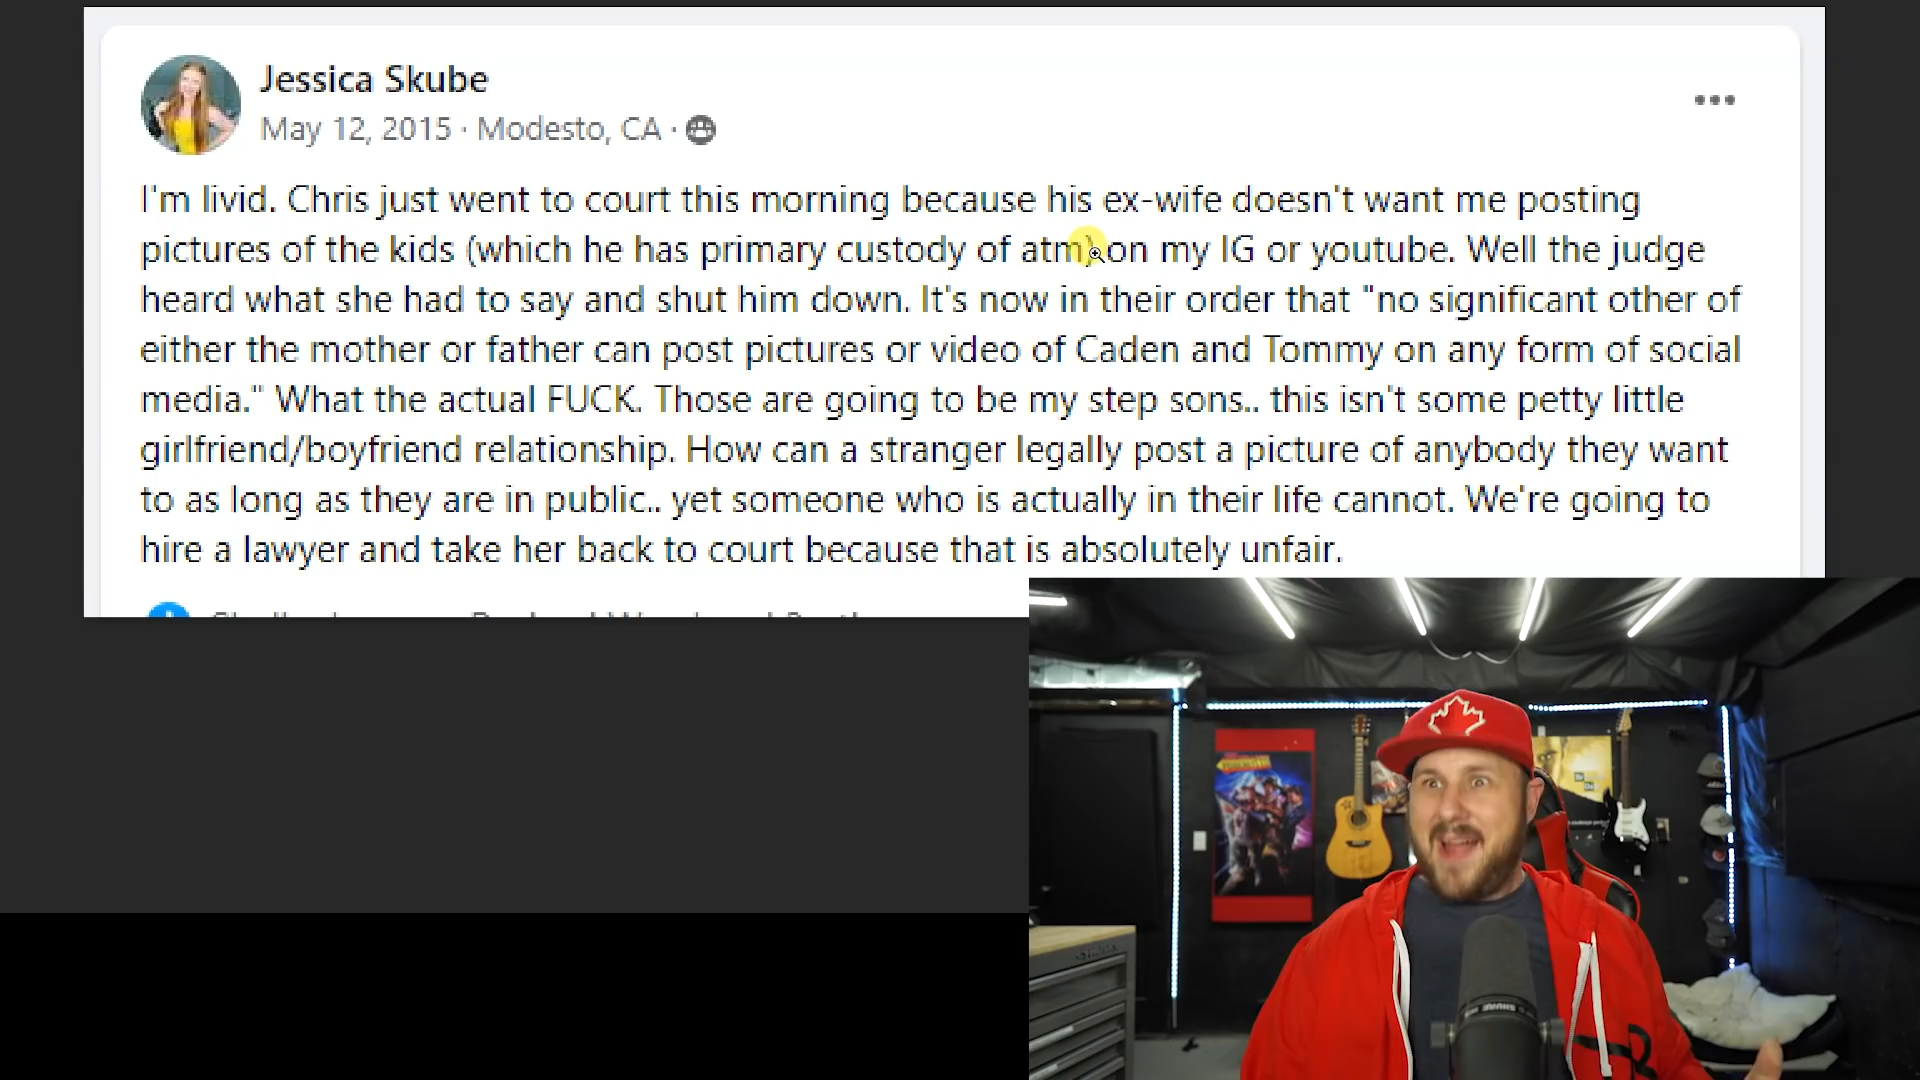 Jessica Skube
May 12, 2015 · Modesto, CA ·
I'm livid. Chris just went to court this morning because his ex-wife doesn't want me posting
pictures of the kids (which he has primary custody of atm) on my IG or youtube. Well the judge
heard what she had to say and shut him down. It's now in their order that "no significant other of
either the mother or father can post pictures or video of Caden and Tommy on any form of social
media." What the actual FUCK. Those are going to be my step sons.. this isn't some petty little
girlfriend/boyfriend relationship. How can a stranger legally post a picture of anybody they want
to as long as they are in public.. yet someone who is actually in their life cannot. We're going to
hire a lawyer and take her back to court because that is absolutely unfair.
SHURE